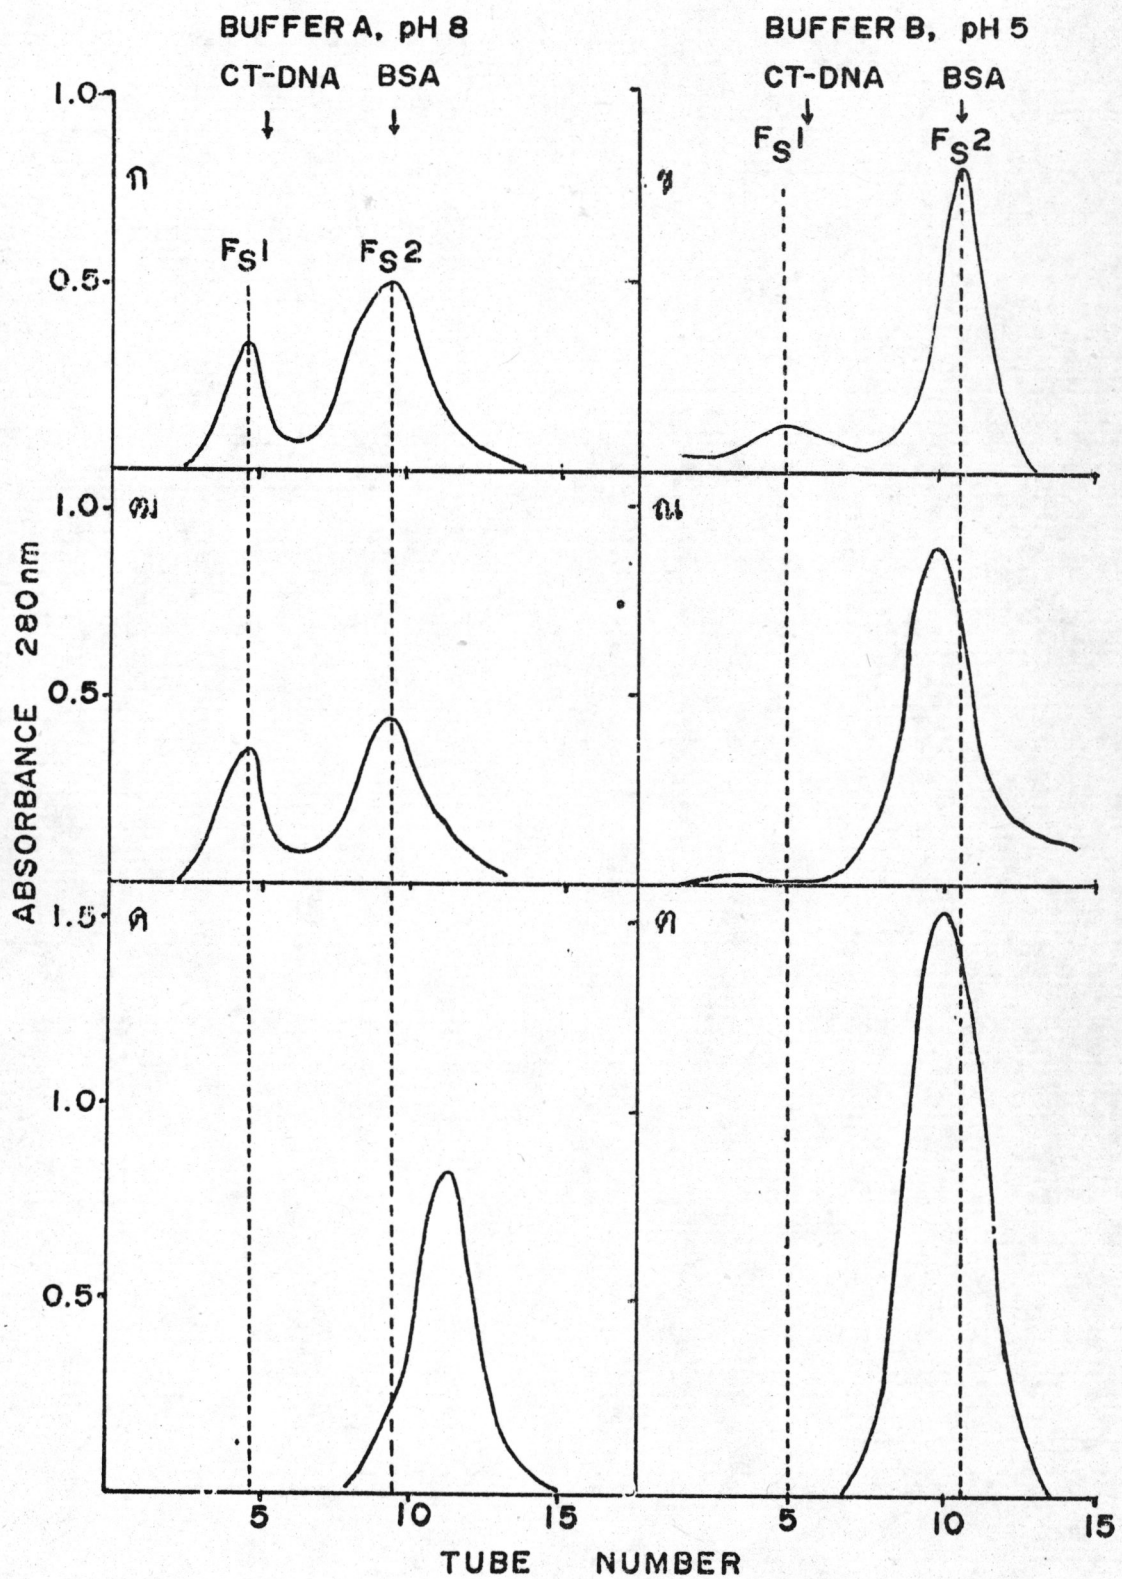 BUFFER A, pH 8
BUFFER B, pH 5
CT-DNA BSA
CT-DNA BSA
FS1 FS2
ก
ข
FS1 FS2
1.0
0.5
ฆ
ณ
1.0
0.5
ค
ต
1.5
1.0
0.5
5 10 15
5 10 15
ABSORBANCE 280nm
TUBE NUMBER